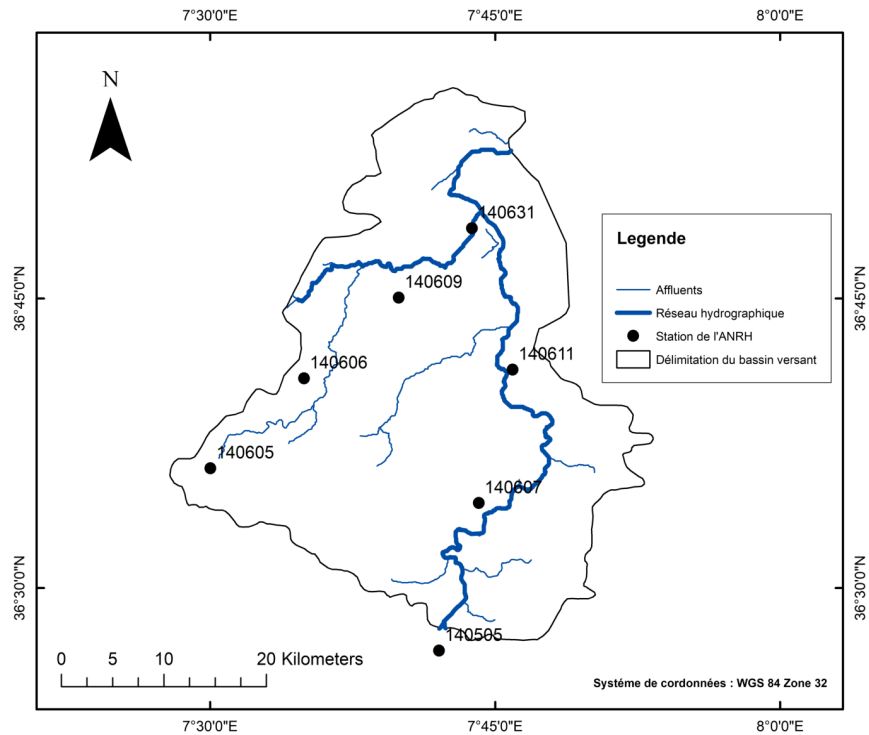 7°30'0"E 7°45'0"E 8°0'0"E
N
140631
Legende
Affluents
Réseau hydrographique
Station de l'ANRH
Délimitation du bassin versant
36°45'0"N 36°45'0"N
140609
140611
140606
140605
140607
36°30'0"N 36°30'0"N
140505
0 5 10 20 Kilometers
Systéme de cordonnées : WGS 84 Zone 32
7°30'0"E 7°45'0"E 8°0'0"E